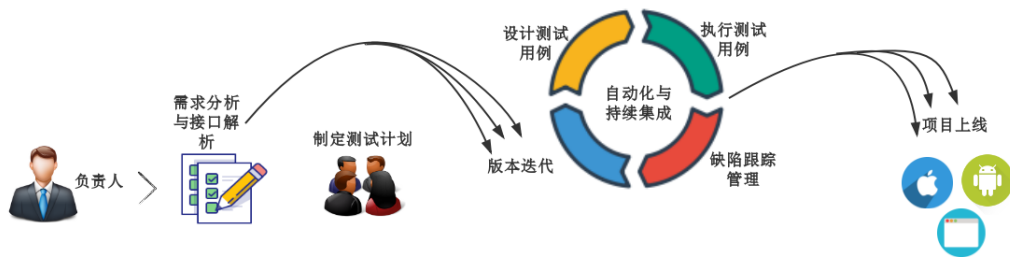 负责人
需求分析
与接口解
析
制定测试计划
版本迭代
设计测试
用例
执行测试
用例
自动化与
持续集成
缺陷跟踪
管理
项目上线